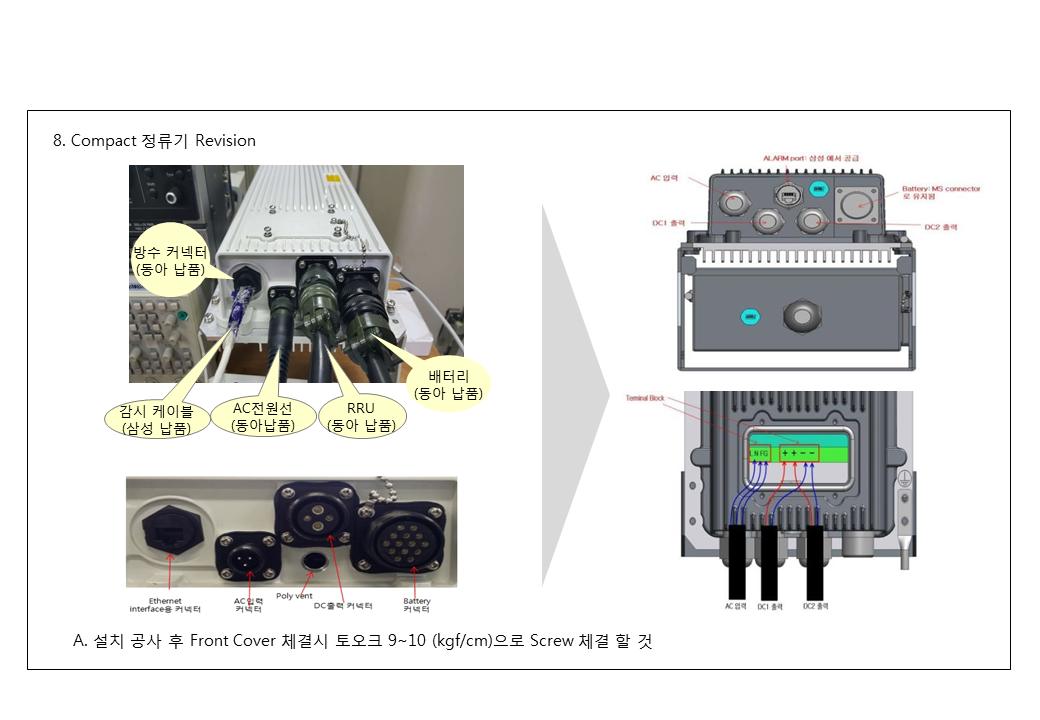 8. Compact 정류기 Revision
방수 커넥터
(동아 납품)
감시 케이블
(삼성 납품)
AC전원선
(동아납품)
RRU
(동아 납품)
배터리
(동아 납품)
Ethernet
interface용 커넥터
AC입력
커넥터
Poly vent
DC출력 커넥터
Battery
커넥터
ALARM port: 삼성 에서 공급
AC 입력
Battery: MS connector
로 유지됨
DC1 출력
DC2 출력
Teminal Block
LN FG
++−−
AC 입력
DC1 출력
DC2 출력
A. 설치 공사 후 Front Cover 체결시 토오크 9~10 (kgf/cm)으로 Screw 체결 할 것